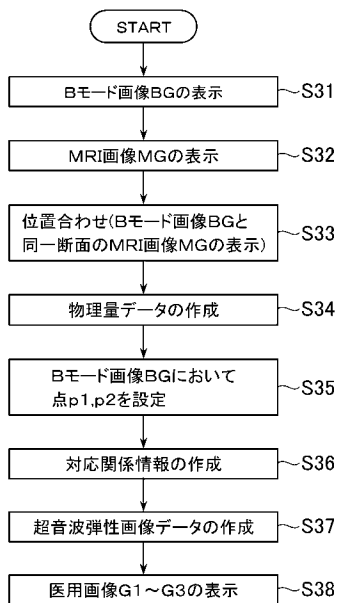 START
Bモード画像BGの表示
S31
MRI画像MGの表示
S32
位置合わせ(Bモード画像BGと
同一断面のMRI画像MGの表示)
S33
物理量データの作成
S34
Bモード画像BGにおいて
点p1,p2を設定
S35
対応関係情報の作成
S36
超音波弾性画像データの作成
S37
医用画像G1~G3の表示
S38